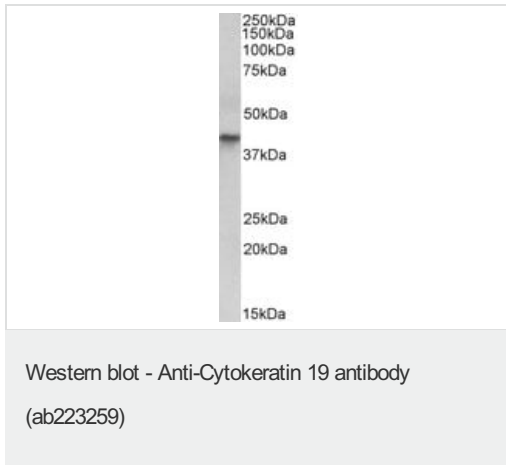 250kDa
150kDa
100kDa
75kDa
50kDa
37kDa
25kDa
20kDa
15kDa
Western blot - Anti-Cytokeratin 19 antibody
(ab223259)